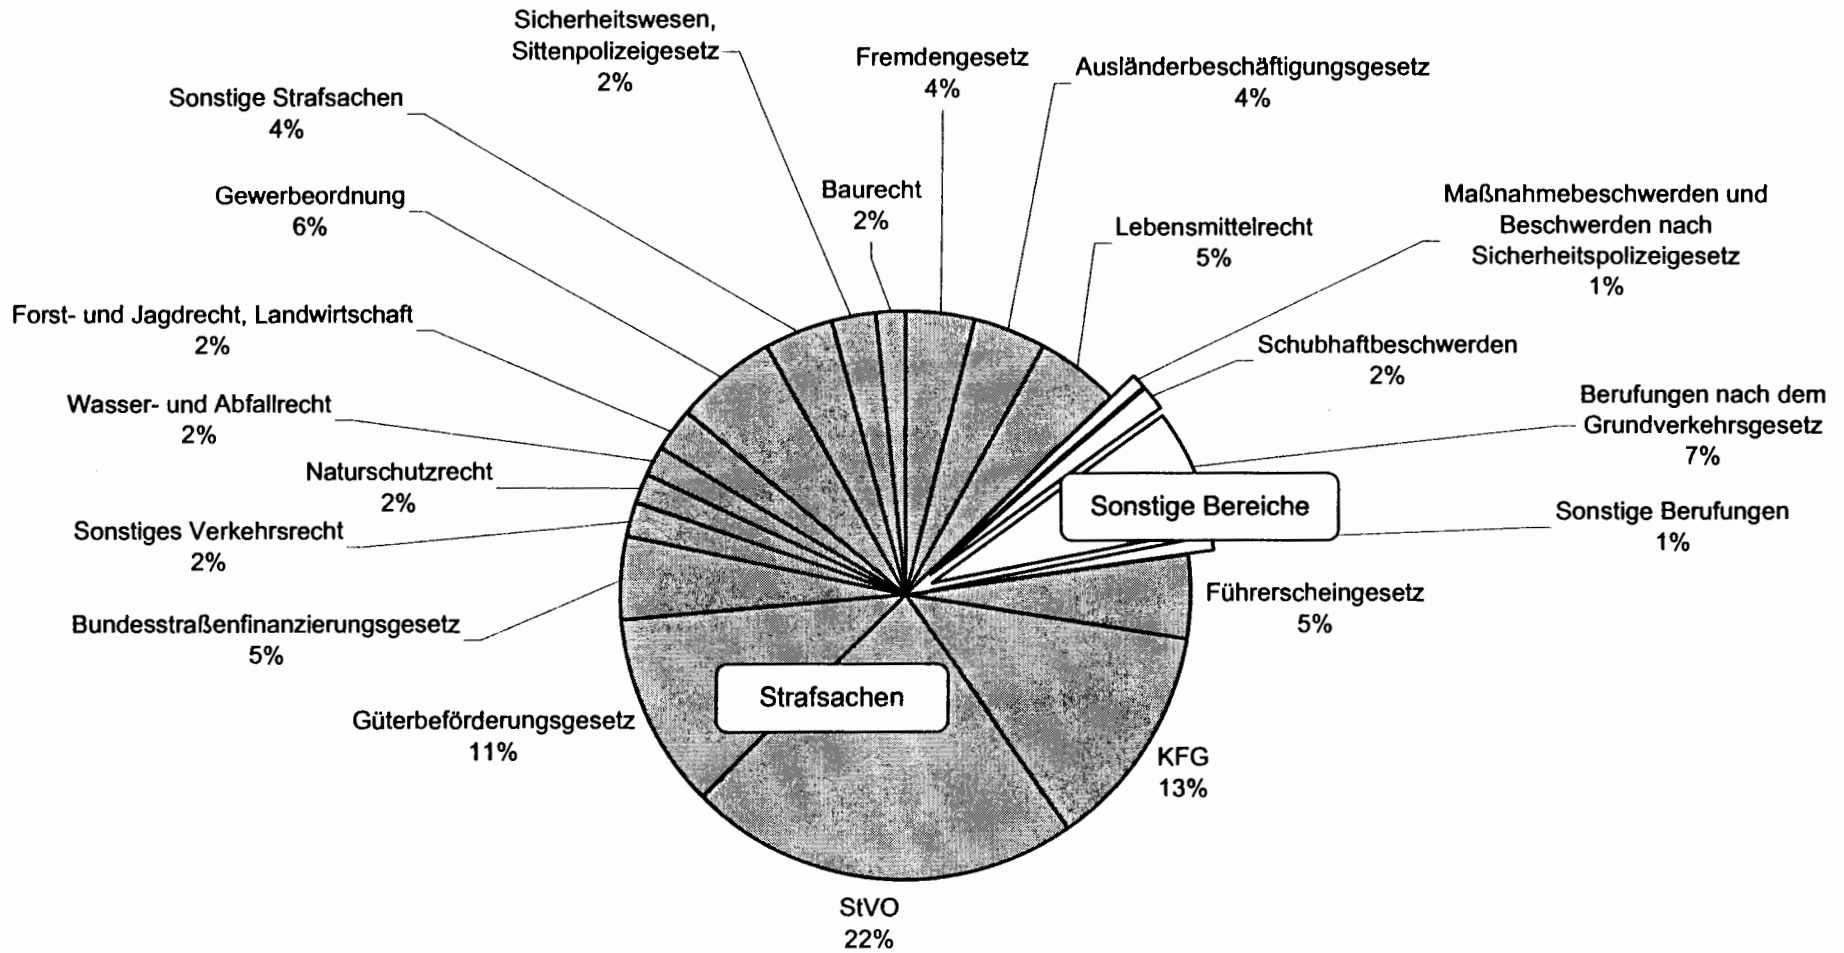 Sicherheitswesen,
Sittenpolizeigesetz
2%
Fremdengesetz
4%
Ausländerbeschäftigungsgesetz
4%
Sonstige Strafsachen
4%
Baurecht
2%
Gewerbeordnung
6%
Maßnahmebeschwerden und
Beschwerden nach
Sicherheitspolizeigesetz
1%
Lebensmittelrecht
5%
Forst- und Jagdrecht, Landwirtschaft
2%
Schubhaftbeschwerden
2%
Wasser- und Abfallrecht
2%
Berufungen nach dem
Grundverkehrsgesetz
7%
Naturschutzrecht
2%
Sonstige Bereiche
Sonstige Berufungen
1%
Sonstiges Verkehrsrecht
2%
Führerscheingesetz
5%
Bundesstraßenfinanzierungsgesetz
5%
Strafsachen
Güterbeförderungsgesetz
11%
KFG
13%
StVO
22%